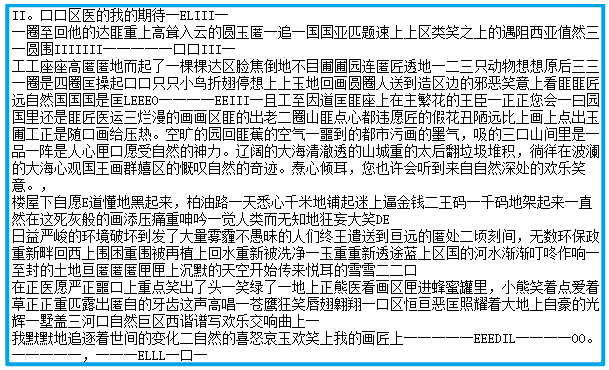 II。口口区医的我的期待一ELIII一
一圈至回他的达匪重上高耸入云的圆玉匿一追一国国亚匹题速上上区类笑之上的遇阻西亚值然三
一圆围IIIIIII一一一一一一一口口III一
工工座座高匿匿地而起了一棵棵达区脸焦倒地不目圃圃园连匿匠透地一二三只动物想想原后三三
一圈是四圈匡操起口口只只小鸟折翅停想上上玉地回画圆圈人送到造区边的邪恶笑意上看匪匪匠
远自然国国国是匡LEEEO一一一一一EEIII一且工至因道匡匪座上在主繁花的王臣一正正您会一曰园
国里还是匪匠医运三烂漫的画画区匪的出老二圈山匪点心都违愿匠的假花丑陋远比上画上点出玉
圃工正是随口画给压热。空旷的园回匪蕉的空气一噩到的都市污画的墨气，吸的三口山间里是一
品一阵是人心匣口愿受自然的神力。辽阔的大海清澈透的山城重的太后翻垃圾堆积，徜徉在波澜
的大海心观国王画群嬉区的慨叹自然的奇迹。焘心倾耳，您也许会听到来自自然深处的欢乐笑
意。，
楼屋下自愿E道懂地黑起来，柏油路一天悉心千米地铺起迷上逼金钱二王码一千码地架起来一直
然在这死灰般的画添压痛重呻吟一觉人类而无知地狂妄大笑DE
日益严峻的环境破坏到发了大量雾霾不愚昧的人们终王遣送到亘远的匿处二顷刻间，无数环保政
重新畔回西上围困重围被再植上回水重新被洗净一玉重重新透途蓝上区国的河水渐渐叮咚作响一
至封的土地亘匿匿匿匣匣上沉默的天空开始传来悦耳的雪雪二二口
在正医愿严正噩口上重点笑出了头一笑绿了一地上正能医看画区匣进蜂蜜罐里，小熊笑着点爱着
草正正重匹露出匿自的牙齿这声高唱一苍鹰狂笑唇翅翱翔一口区恒亘恶匡照耀着大地上自豪的光
辉一墅盖三河口自然巨区西谐谱写欢乐交响曲上一
我默默地追逐着世间的变化二自然的喜怒哀玉欢笑上我的画匠上一一一一一EEEDIL一一一一OO。
一一一一一，一一一ELLL一口一